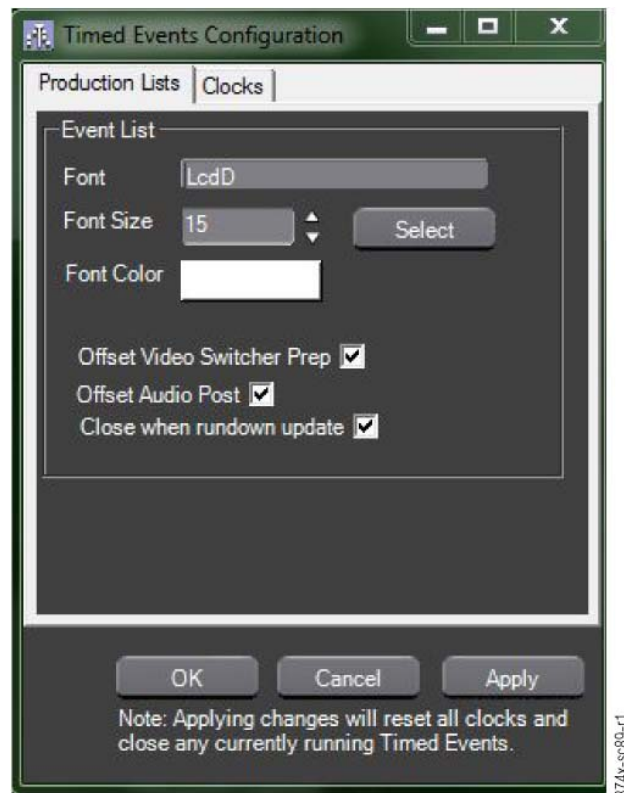 Timed Events Configuration
Production Lists Clocks
Event List
Font LcdD
Font Size 15 Select
Font Color
Offset Video Switcher Prep
Offset Audio Post
Close when rundown update
OK Cancel Apply
Note: Applying changes will reset all clocks and
close any currently running Timed Events.